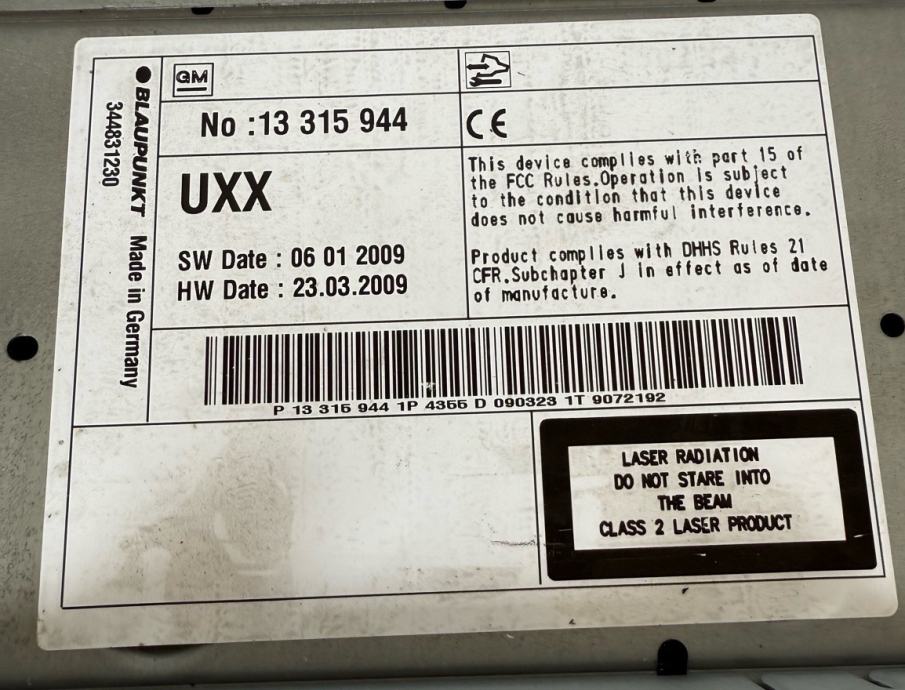 BLAUPUNKT Made in Germany
344831230
GM
No :13 315 944
CE
UXX
SW Date : 06 01 2009
HW Date : 23.03.2009
This device complies with part 15 of
the FCC Rules.Operation is subject
to the condition that this device
does not cause harmful interference.
Product complies with DHHS Rules 21
CFR.Subchapter J in effect as of date
of manufacture.
P 13 315 944 1P 4355 D 090323 1T 9072192
LASER RADIATION
DO NOT STARE INTO
THE BEAM
CLASS 2 LASER PRODUCT